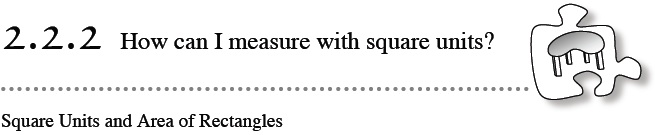 2.2.2 How can I measure with square units?
Square Units and Area of Rectangles